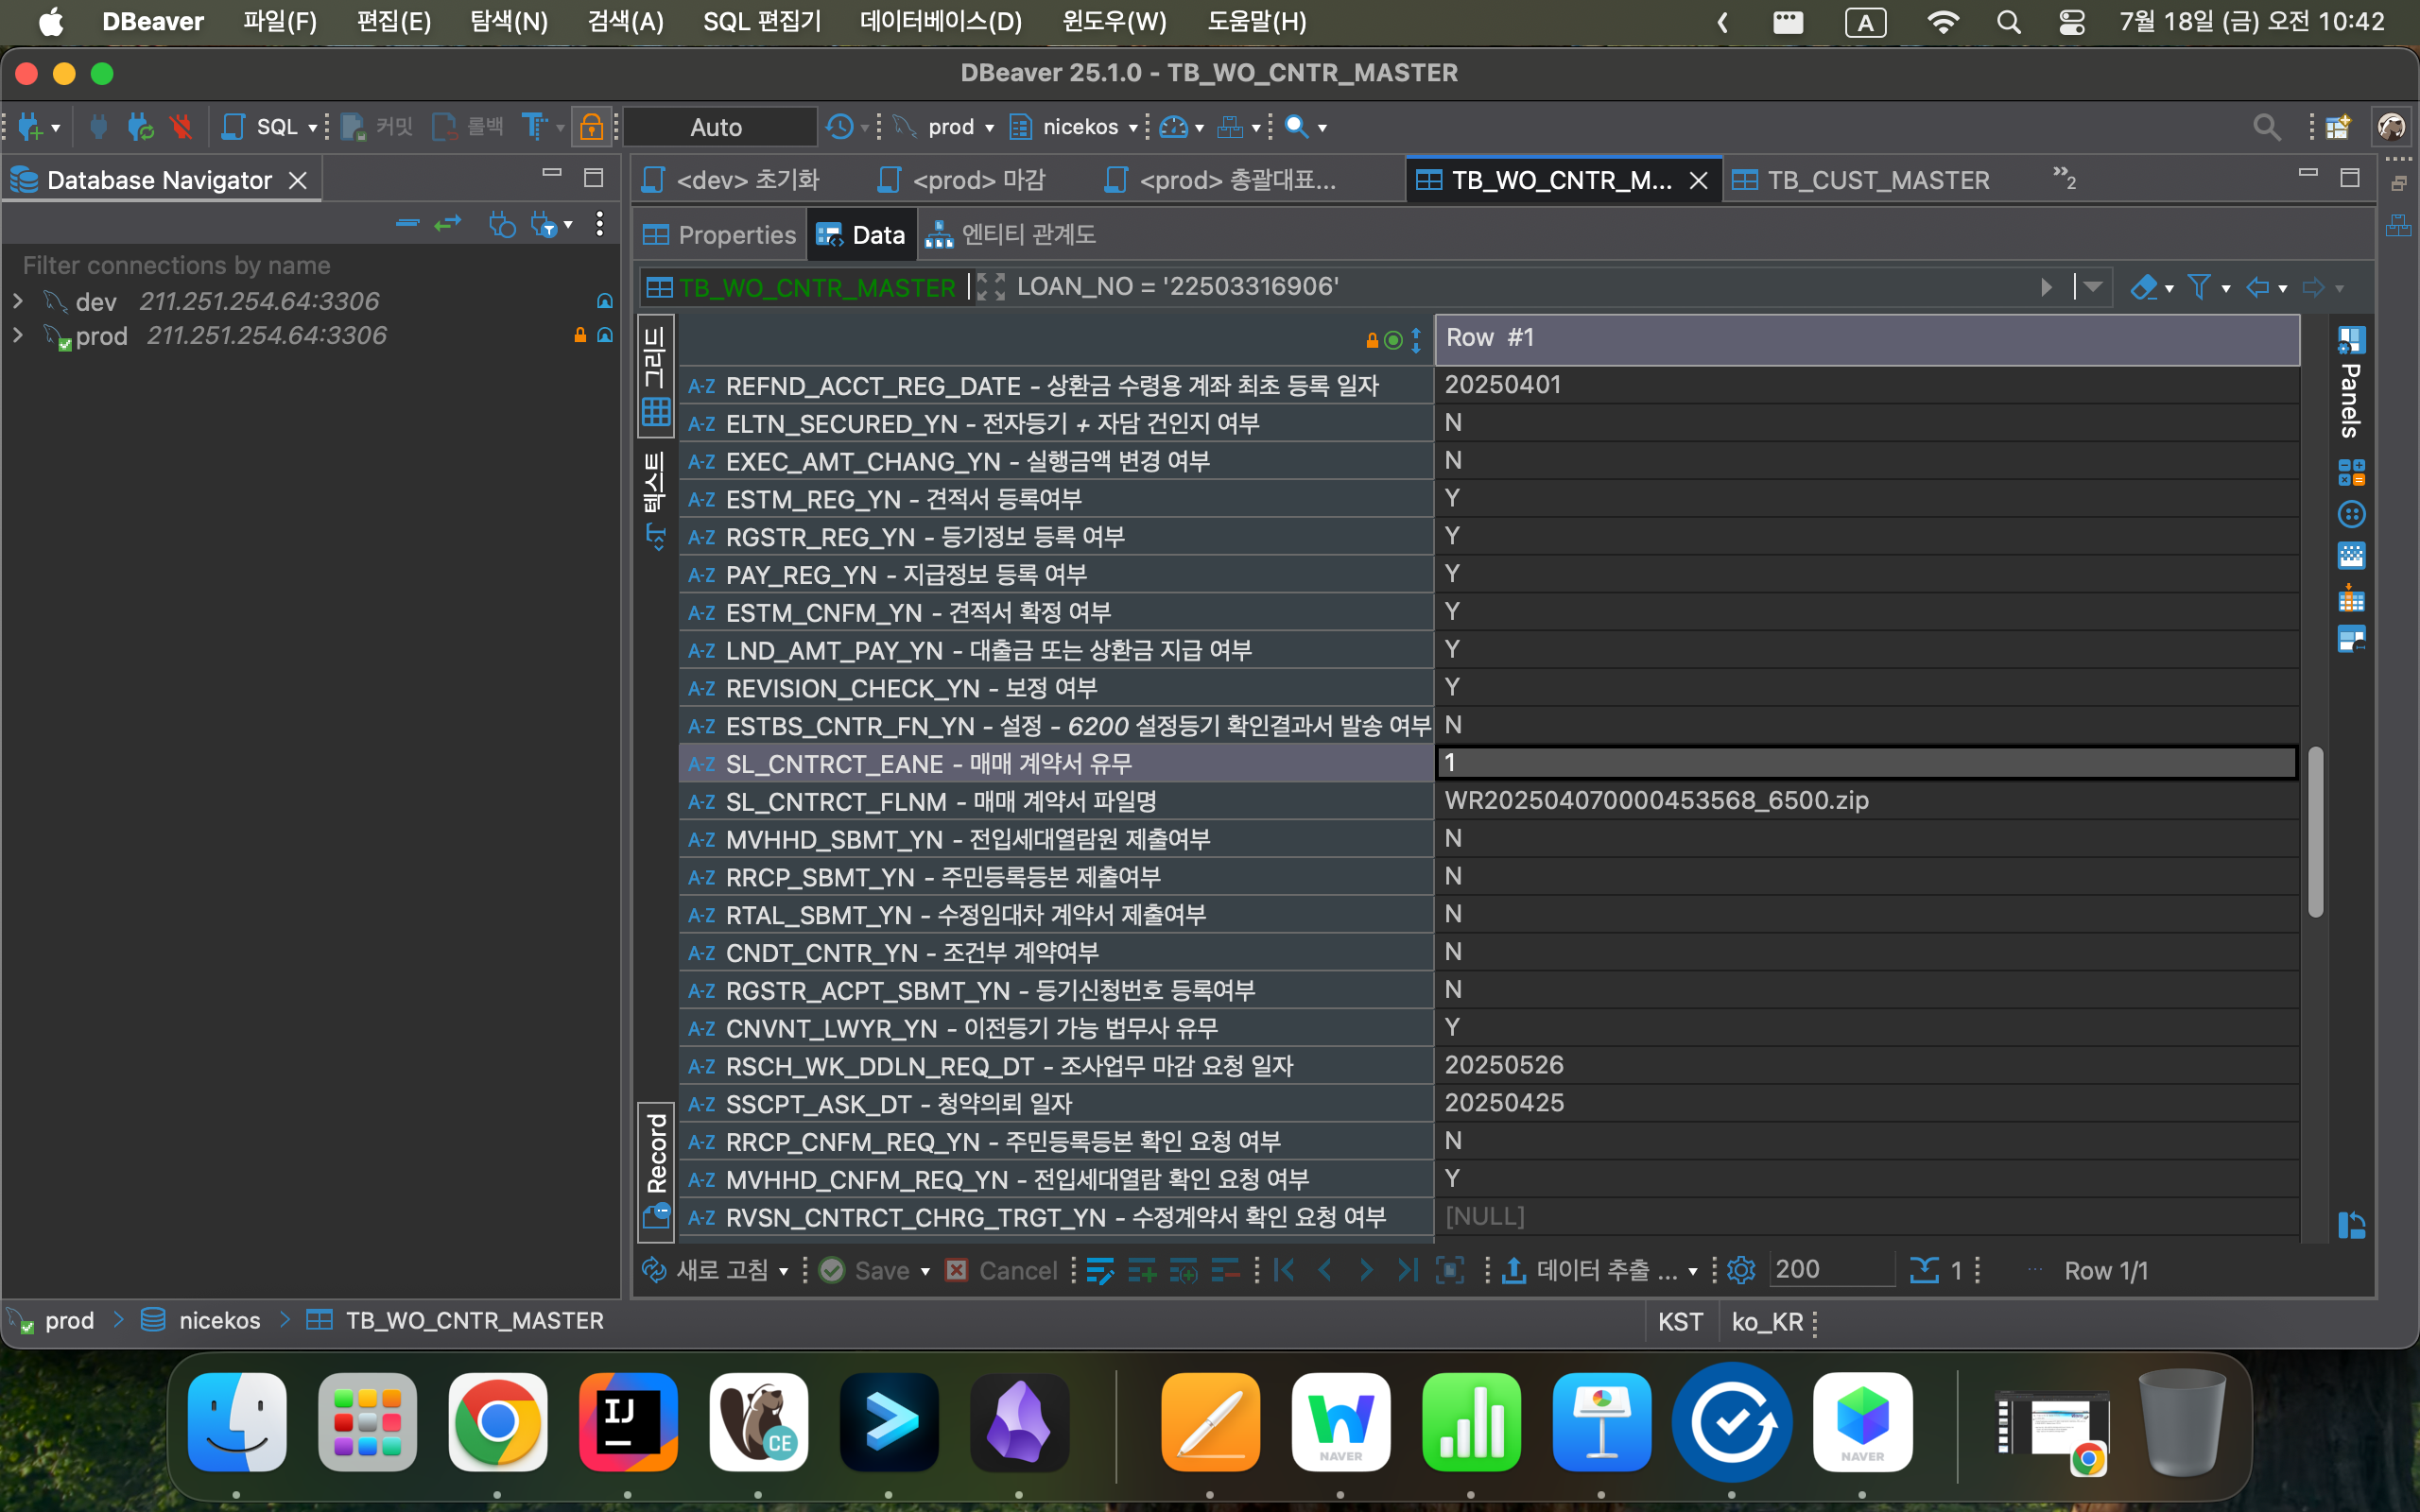 DBeaver 파일(F) 편집(E) 탐색(N) 검색(A) SQL 편집기 데이터베이스(D) 윈도우(W) 도움말(H) A 7월 18일 (금) 오전 10:42
DBeaver 25.1.0 - TB_WO_CNTR_MASTER
SQL 커밋 롤백 Auto prod nicekos
Database Navigator
<dev> 초기화 <prod> 마감 <prod> 총괄대표... TB_WO_CNTR_M... TB_CUST_MASTER »2
Properties Data 엔티티 관계도
Filter connections by name
dev 211.251.254.64:3306
prod 211.251.254.64:3306
TB_WO_CNTR_MASTER LOAN_NO = '22503316906'
그리드
텍스트
Record
Panels
Row #1
A-Z REFND_ACCT_REG_DATE - 상환금 수령용 계좌 최초 등록 일자 20250401
A-Z ELTN_SECURED_YN - 전자등기 + 자담 건인지 여부 N
A-Z EXEC_AMT_CHANG_YN - 실행금액 변경 여부 N
A-Z ESTM_REG_YN - 견적서 등록여부 Y
A-Z RGSTR_REG_YN - 등기정보 등록 여부 Y
A-Z PAY_REG_YN - 지급정보 등록 여부 Y
A-Z ESTM_CNFM_YN - 견적서 확정 여부 Y
A-Z LND_AMT_PAY_YN - 대출금 또는 상환금 지급 여부 Y
A-Z REVISION_CHECK_YN - 보정 여부 Y
A-Z ESTBS_CNTR_FN_YN - 설정 - 6200 설정등기 확인결과서 발송 여부 N
A-Z SL_CNTRCT_EANE - 매매 계약서 유무 1
A-Z SL_CNTRCT_FLNM - 매매 계약서 파일명 WR202504070000453568_6500.zip
A-Z MVHHD_SBMT_YN - 전입세대열람원 제출여부 N
A-Z RRCP_SBMT_YN - 주민등록등본 제출여부 N
A-Z RTAL_SBMT_YN - 수정임대차 계약서 제출여부 N
A-Z CNDT_CNTR_YN - 조건부 계약여부 N
A-Z RGSTR_ACPT_SBMT_YN - 등기신청번호 등록여부 N
A-Z CNVNT_LWYR_YN - 이전등기 가능 법무사 유무 Y
A-Z RSCH_WK_DDLN_REQ_DT - 조사업무 마감 요청 일자 20250526
A-Z SSCPT_ASK_DT - 청약의뢰 일자 20250425
A-Z RRCP_CNFM_REQ_YN - 주민등록등본 확인 요청 여부 N
A-Z MVHHD_CNFM_REQ_YN - 전입세대열람 확인 요청 여부 Y
A-Z RVSN_CNTRCT_CHRG_TRGT_YN - 수정계약서 확인 요청 여부 [NULL]
새로 고침 Save Cancel 데이터 추출 ... 200 1 ... Row 1/1
prod nicekos TB_WO_CNTR_MASTER KST ko_KR
IJ CE NAVER NAVER